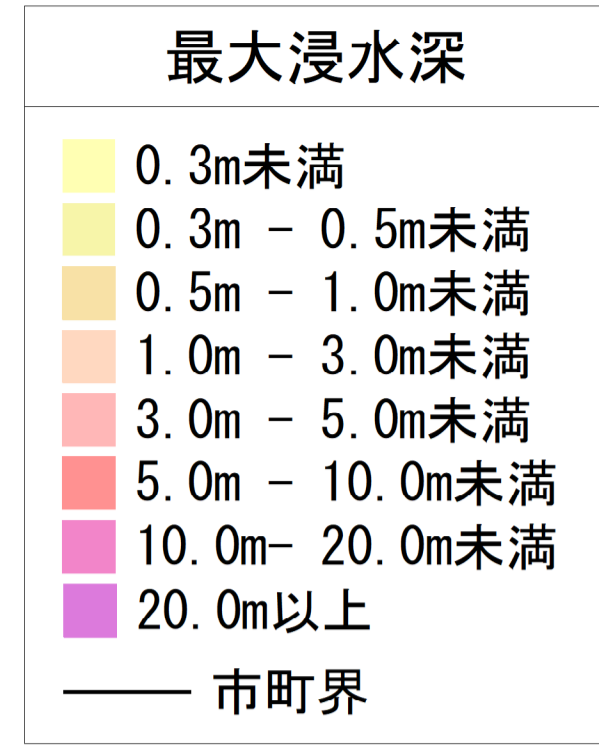 最大浸水深
0.3m未満
0.3m － 0.5m未満
0.5m － 1.0m未満
1.0m － 3.0m未満
3.0m － 5.0m未満
5.0m － 10.0m未満
10.0m－ 20.0m未満
20.0m以上
市町界